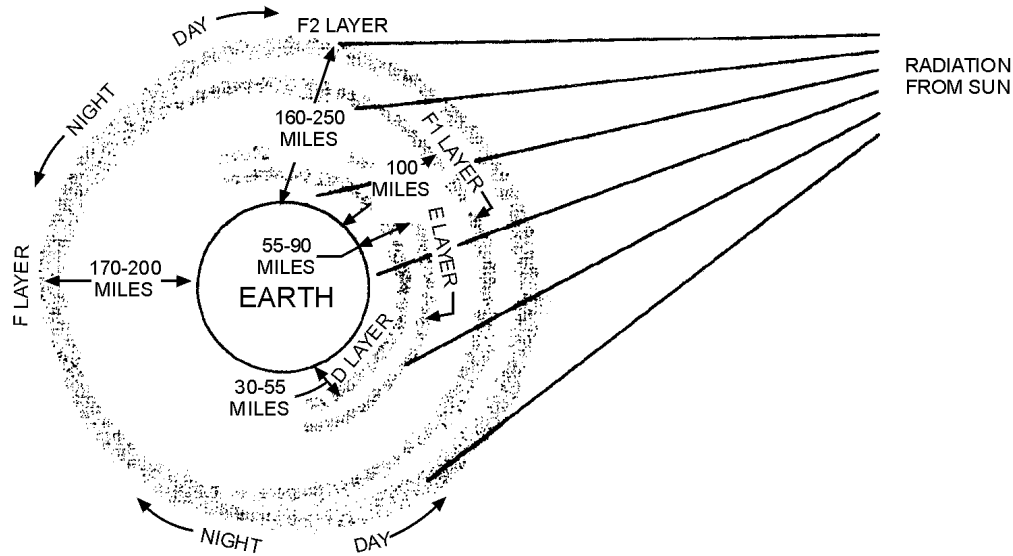 DAY
F2 LAYER
RADIATION
FROM SUN
NIGHT
160-250
MILES
F1 LAYER
100
MILES
E LAYER
55-90
MILES
170-200
MILES
F LAYER
EARTH
D LAYER
30-55
MILES
NIGHT
DAY